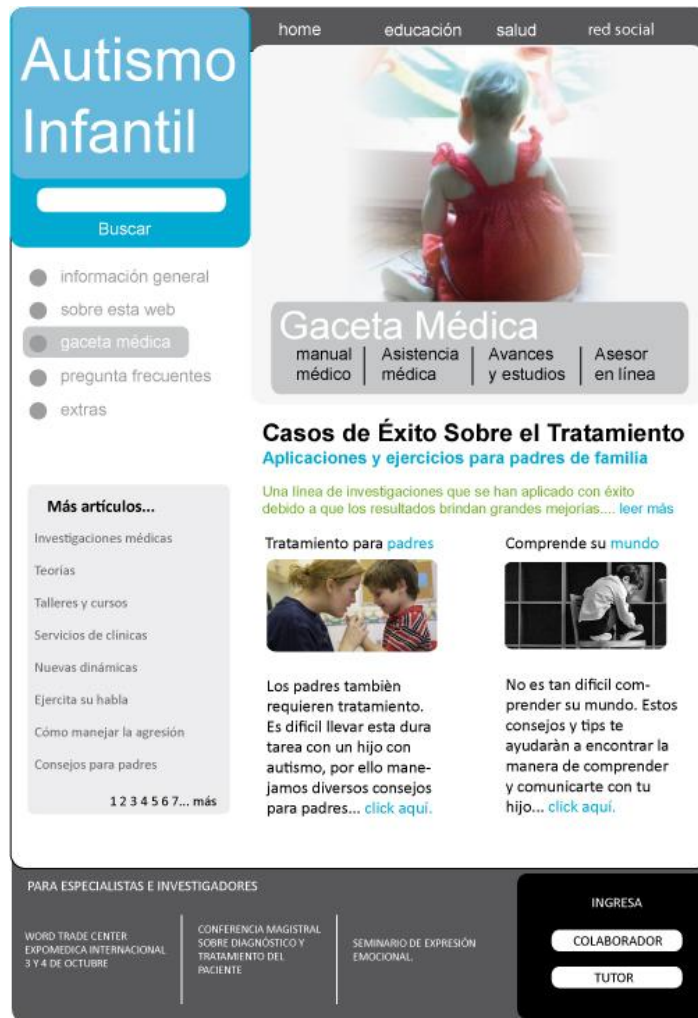 Autismo
Infantil
Buscar
home
educación
salud
red social
información general
sobre esta web
gaceta médica
pregunta frecuentes
extras
Gaceta Médica
manual
médico
Asistencia
médica
Avances
y estudios
Asesor
en línea
Casos de Éxito Sobre el Tratamiento
Aplicaciones y ejercicios para padres de familia
Una línea de investigaciones que se han aplicado con éxito
debido a que los resultados brindan grandes mejorías.... leer más
Más artículos...
Investigaciones médicas
Teorías
Talleres y cursos
Servicios de clínicas
Nuevas dinámicas
Ejercita su habla
Cómo manejar la agresión
Consejos para padres
1 2 3 4 5 6 7... más
Tratamiento para padres
Los padres tambièn
requieren tratamiento.
Es dificil llevar esta dura
tarea con un hijo con
autismo, por ello mane-
jamos diversos consejos
para padres... click aquí.
Comprende su mundo
No es tan dificil com-
prender su mundo. Estos
consejos y tips te
ayudaràn a encontrar la
manera de comprender
y comunicarte con tu
hijo... click aquí.
PARA ESPECIALISTAS E INVESTIGADORES
WORD TRADE CENTER
EXPOMEDICA INTERNACIONAL
3 Y 4 DE OCTUBRE
CONFERENCIA MAGISTRAL
SOBRE DIAGNÓSTICO Y
TRATAMIENTO DEL
PACIENTE
SEMINARIO DE EXPRESIÓN
EMOCIONAL.
INGRESA
COLABORADOR
TUTOR